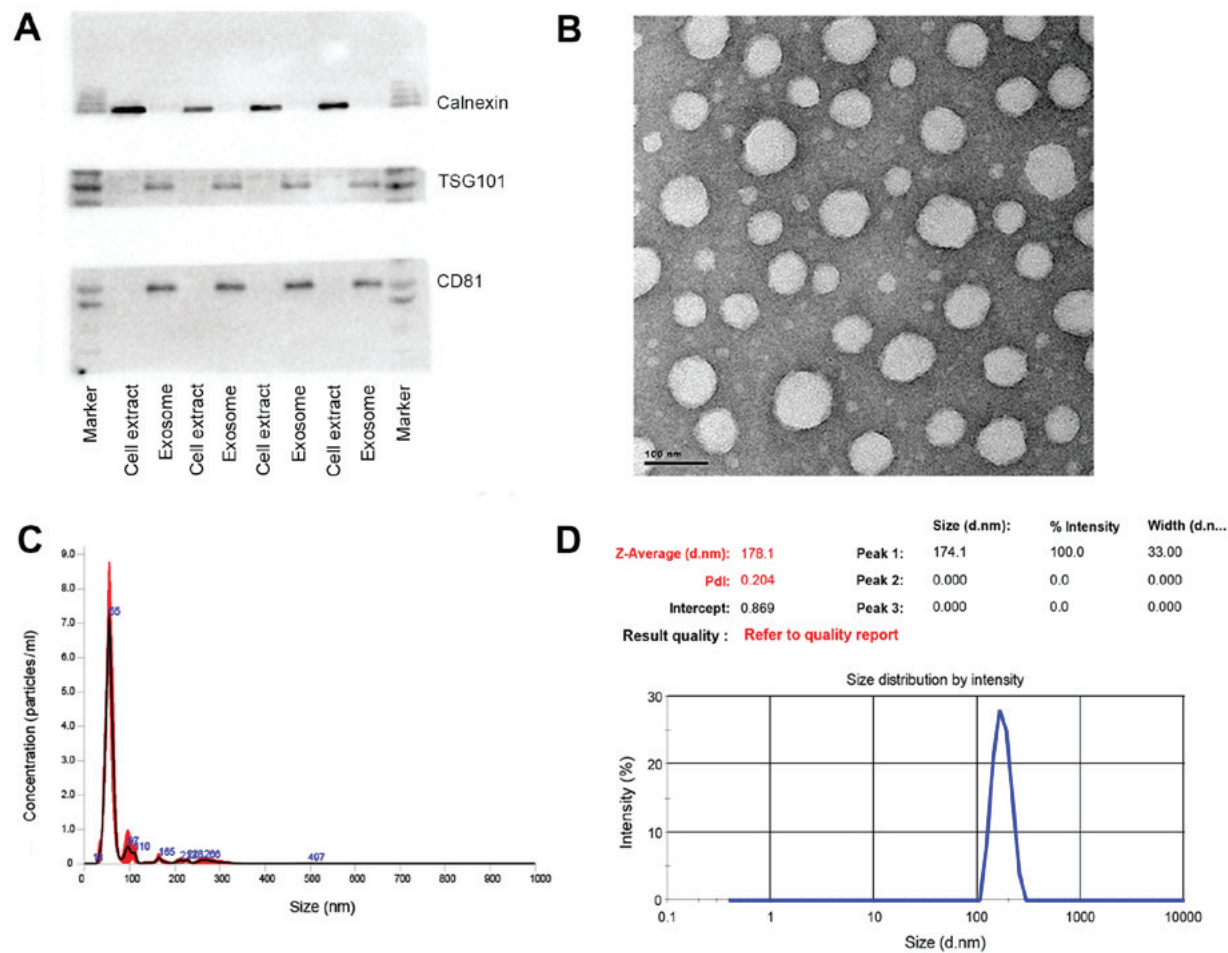 A
Calnexin
TSG101
CD81
Marker
Cell extract
Exosome
Cell extract
Exosome
Cell extract
Exosome
Cell extract
Exosome
Marker
B
100 nm
C
9.0
8.0
7.0
6.0
5.0
4.0
3.0
2.0
1.0
0.0
Concentration (particles/ml)
55
97
110
165
497
0 100 200 300 400 500 600 700 800 900 1000
Size (nm)
D
Size (d.nm): % Intensity Width (d.n...
Z-Average (d.nm): 178.1 Peak 1: 174.1 100.0 33.00
PdI: 0.204 Peak 2: 0.000 0.0 0.000
Intercept: 0.869 Peak 3: 0.000 0.0 0.000
Result quality : Refer to quality report
Size distribution by intensity
30
20
10
0
Intensity (%)
0.1 1 10 100 1000 10000
Size (d.nm)